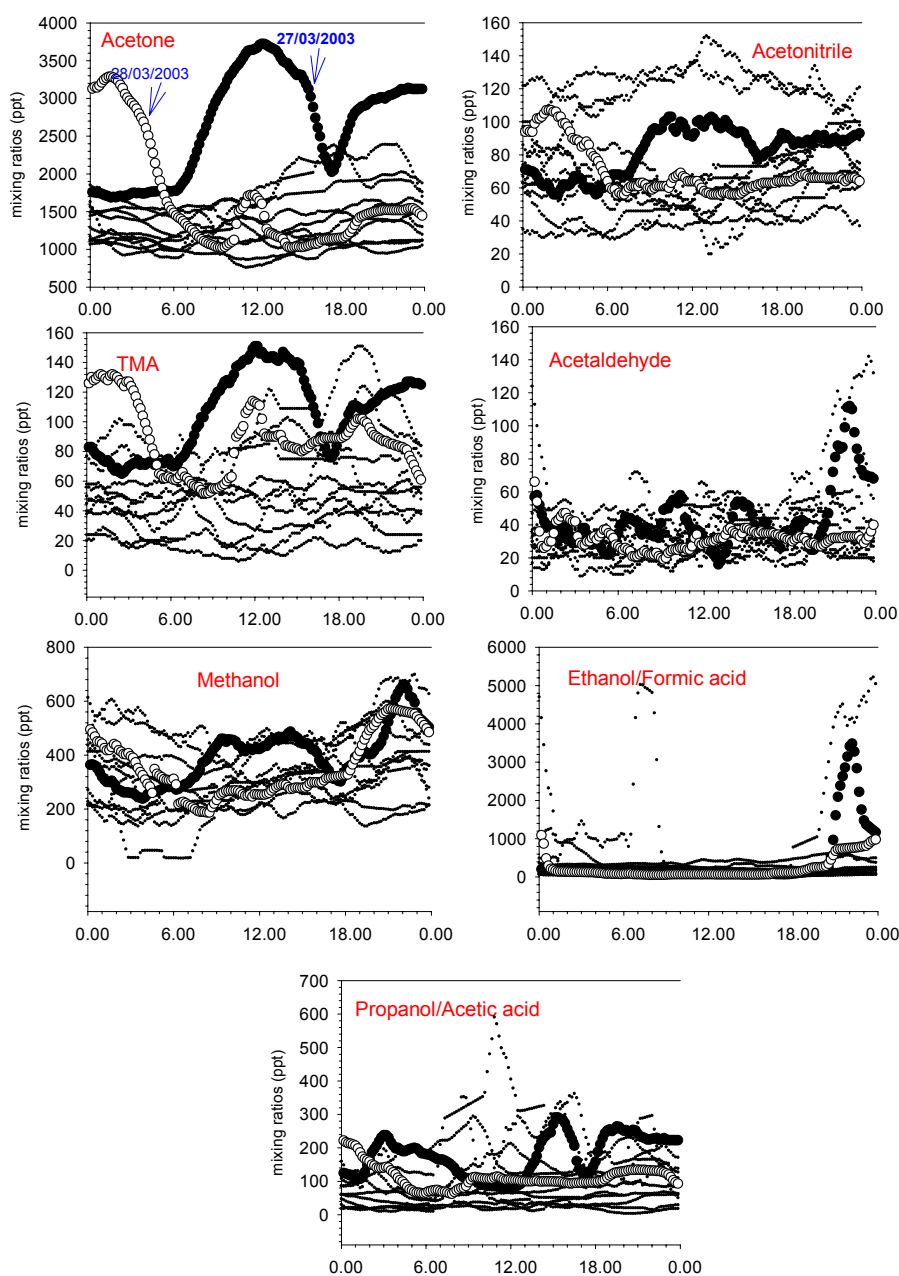 Acetone
27/03/2003
28/03/2003
mixing ratios (ppt)
4000
3500
3000
2500
2000
1500
1000
500
0.00 6.00 12.00 18.00 0.00
Acetonitrile
mixing ratios (ppt)
160
140
120
100
80
60
40
20
0
0.00 6.00 12.00 18.00 0.00
TMA
mixing ratios (ppt)
160
140
120
100
80
60
40
20
0
0.00 6.00 12.00 18.00 0.00
Acetaldehyde
mixing ratios (ppt)
160
140
120
100
80
60
40
20
0
0.00 6.00 12.00 18.00 0.00
Methanol
mixing ratios (ppt)
800
600
400
200
0
0.00 6.00 12.00 18.00 0.00
Ethanol/Formic acid
mixing ratios (ppt)
6000
5000
4000
3000
2000
1000
0
0.00 6.00 12.00 18.00 0.00
Propanol/Acetic acid
mixing ratios (ppt)
700
600
500
400
300
200
100
0
0.00 6.00 12.00 18.00 0.00